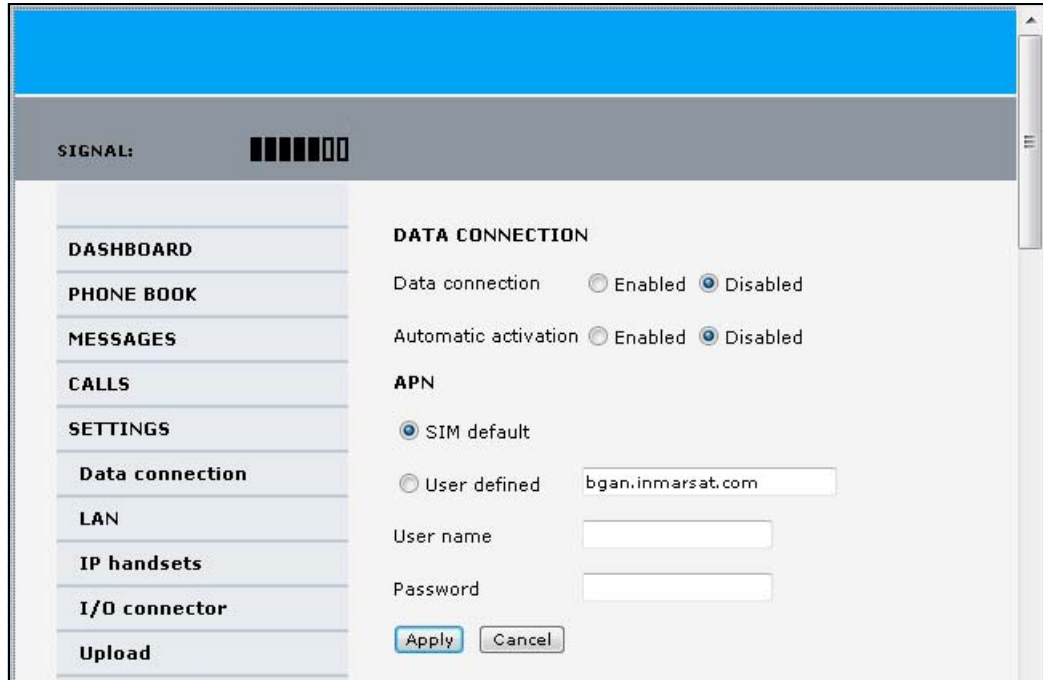 SIGNAL:
DASHBOARD
PHONE BOOK
MESSAGES
CALLS
SETTINGS
Data connection
LAN
IP handsets
I/O connector
Upload
DATA CONNECTION
Data connection Enabled Disabled
Automatic activation Enabled Disabled
APN
SIM default
User defined bgan.inmarsat.com
User name
Password
Apply Cancel